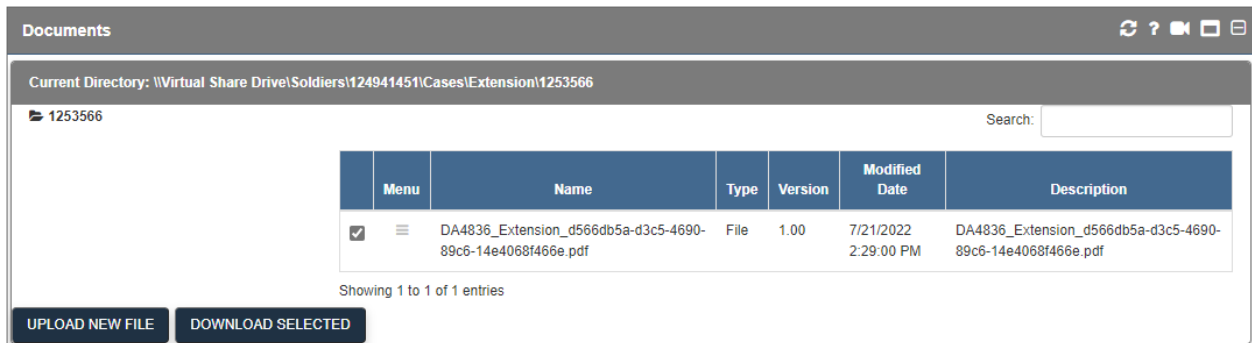 Documents
Current Directory: \\Virtual Share Drive\Soldiers\124941451\Cases\Extension\1253566
1253566
Search:
Menu Name Type Version Modified Date Description
DA4836_Extension_d566db5a-d3c5-4690- File 1.00 7/21/2022 DA4836_Extension_d566db5a-d3c5-4690-
89c6-14e4068f466e.pdf 2:29:00 PM 89c6-14e4068f466e.pdf
Showing 1 to 1 of 1 entries
UPLOAD NEW FILE DOWNLOAD SELECTED